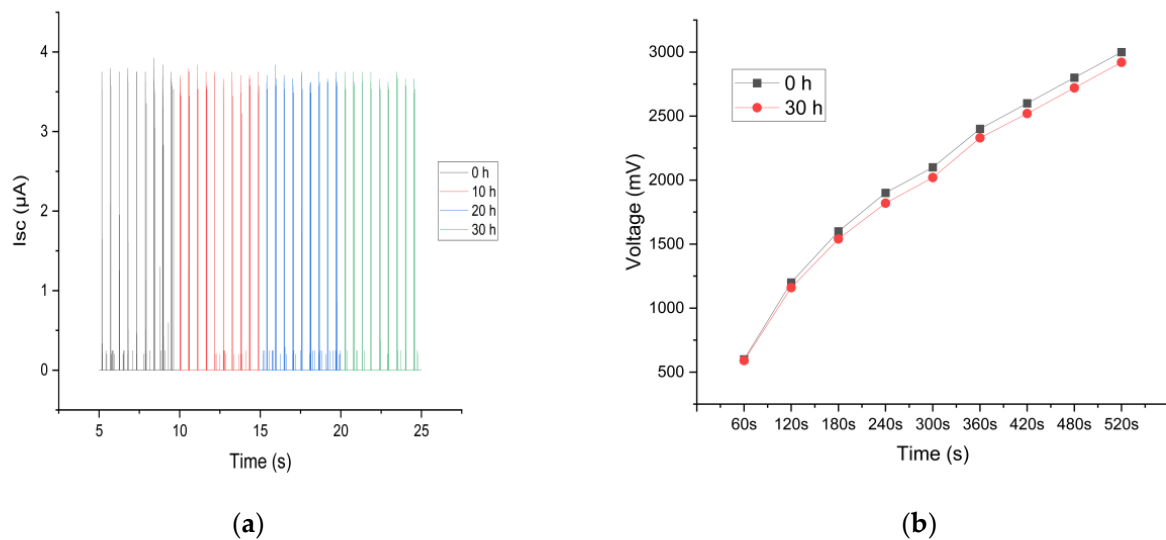 4
3
2
1
0
Isc (μA)
5 10 15 20 25
Time (s)
0 h
10 h
20 h
30 h
(a)
3000
2500
2000
1500
1000
500
Voltage (mV)
0 h
30 h
60s 120s 180s 240s 300s 360s 420s 480s 520s
Time (s)
(b)